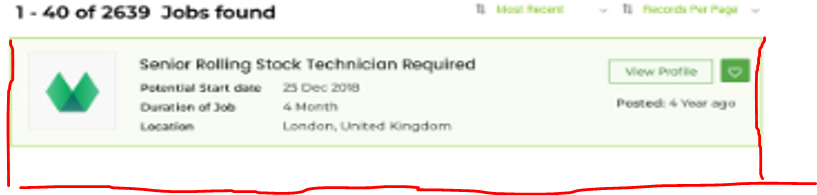 1 - 40 of 2639 Jobs found
Most Recent
Records Per Page
Senior Rolling Stock Technician Required
View Profile
Potential Start date 25 Dec 2018
Duration of Job 4 Month
Posted: 4 Year ago
Location London, United Kingdom